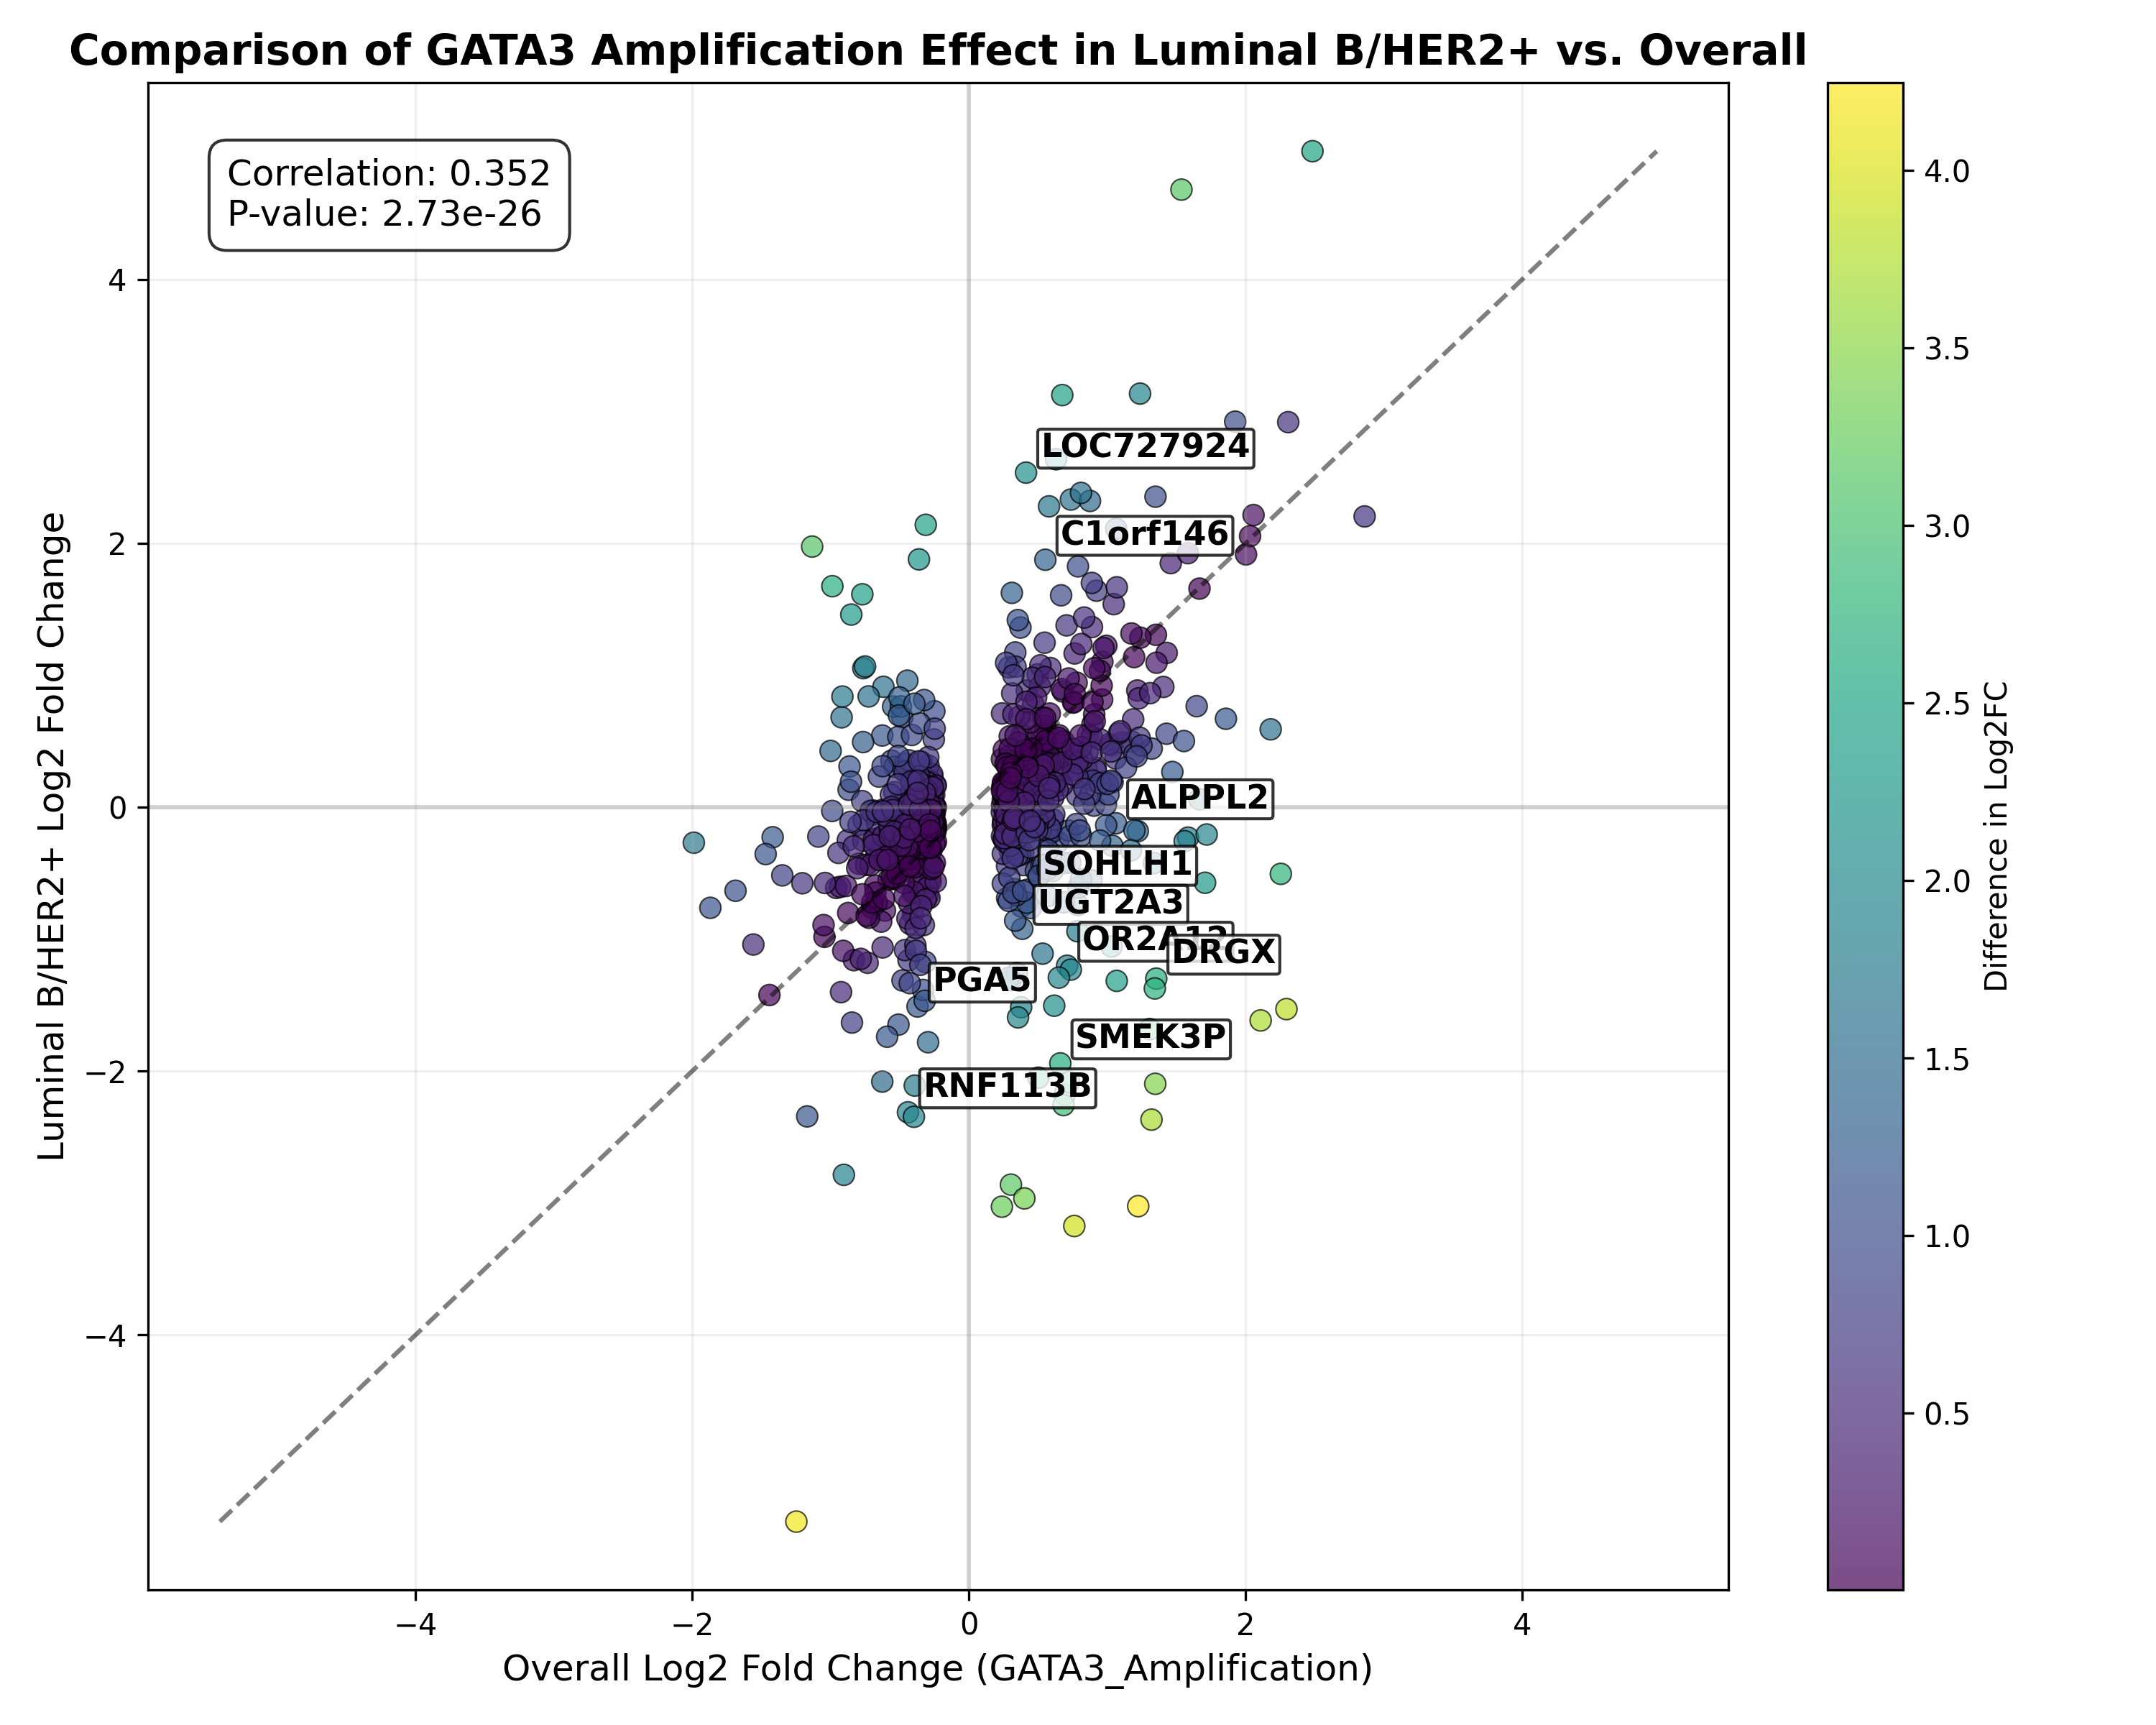 Comparison of GATA3 Amplification Effect in Luminal B/HER2+ vs. Overall
Correlation: 0.352
P-value: 2.73e-26
Luminal B/HER2+ Log2 Fold Change
4
2
0
−2
−4
LOC727924
C1orf146
ALPPL2
SOHLH1
UGT2A3
DRGX
PGA5
SMEK3P
RNF113B
−4
−2
0
2
4
Overall Log2 Fold Change (GATA3_Amplification)
4.0
3.5
3.0
2.5
2.0
1.5
1.0
0.5
Difference in Log2FC